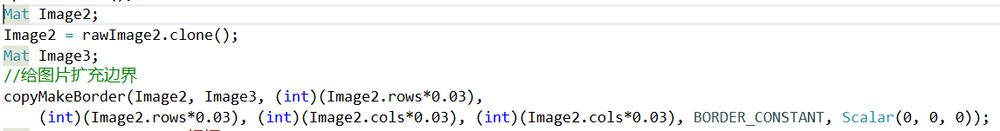 Mat Image2;
Image2 = rawImage2.clone();
Mat Image3;
//给图片扩充边界
copyMakeBorder(Image2, Image3, (int)(Image2.rows*0.03),
(int)(Image2.rows*0.03), (int)(Image2.cols*0.03), (int)(Image2.cols*0.03), BORDER_CONSTANT, Scalar(0, 0, 0));